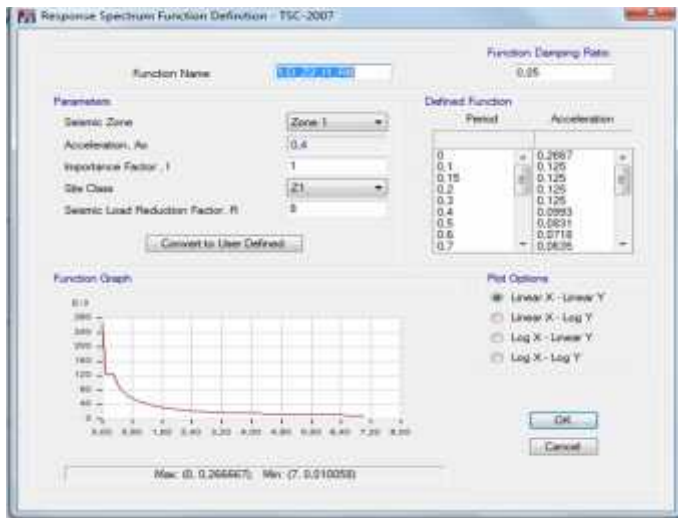 Response Spectrum Function Definition - TSC-2007
Function Damping Ratio
Function Name
0,05
Parameters
Seismic Zone
Zone 1
Acceleration, Ao
0,4
Importance Factor, I
1
Site Class
Z1
Seismic Load Reduction Factor, R
8
Convert to User Defined
Defined Function
Period Acceleration
0 0,2667
0,1 0,125
0,15 0,125
0,2 0,125
0,3 0,125
0,4 0,0993
0,5 0,0831
0,6 0,0718
0,7 0,0635
Function Graph
Plot Options
Linear X - Linear Y
Linear X - Log Y
Log X - Linear Y
Log X - Log Y
OK
Cancel
Max: (0, 0,266667); Min: (7, 0,010058)